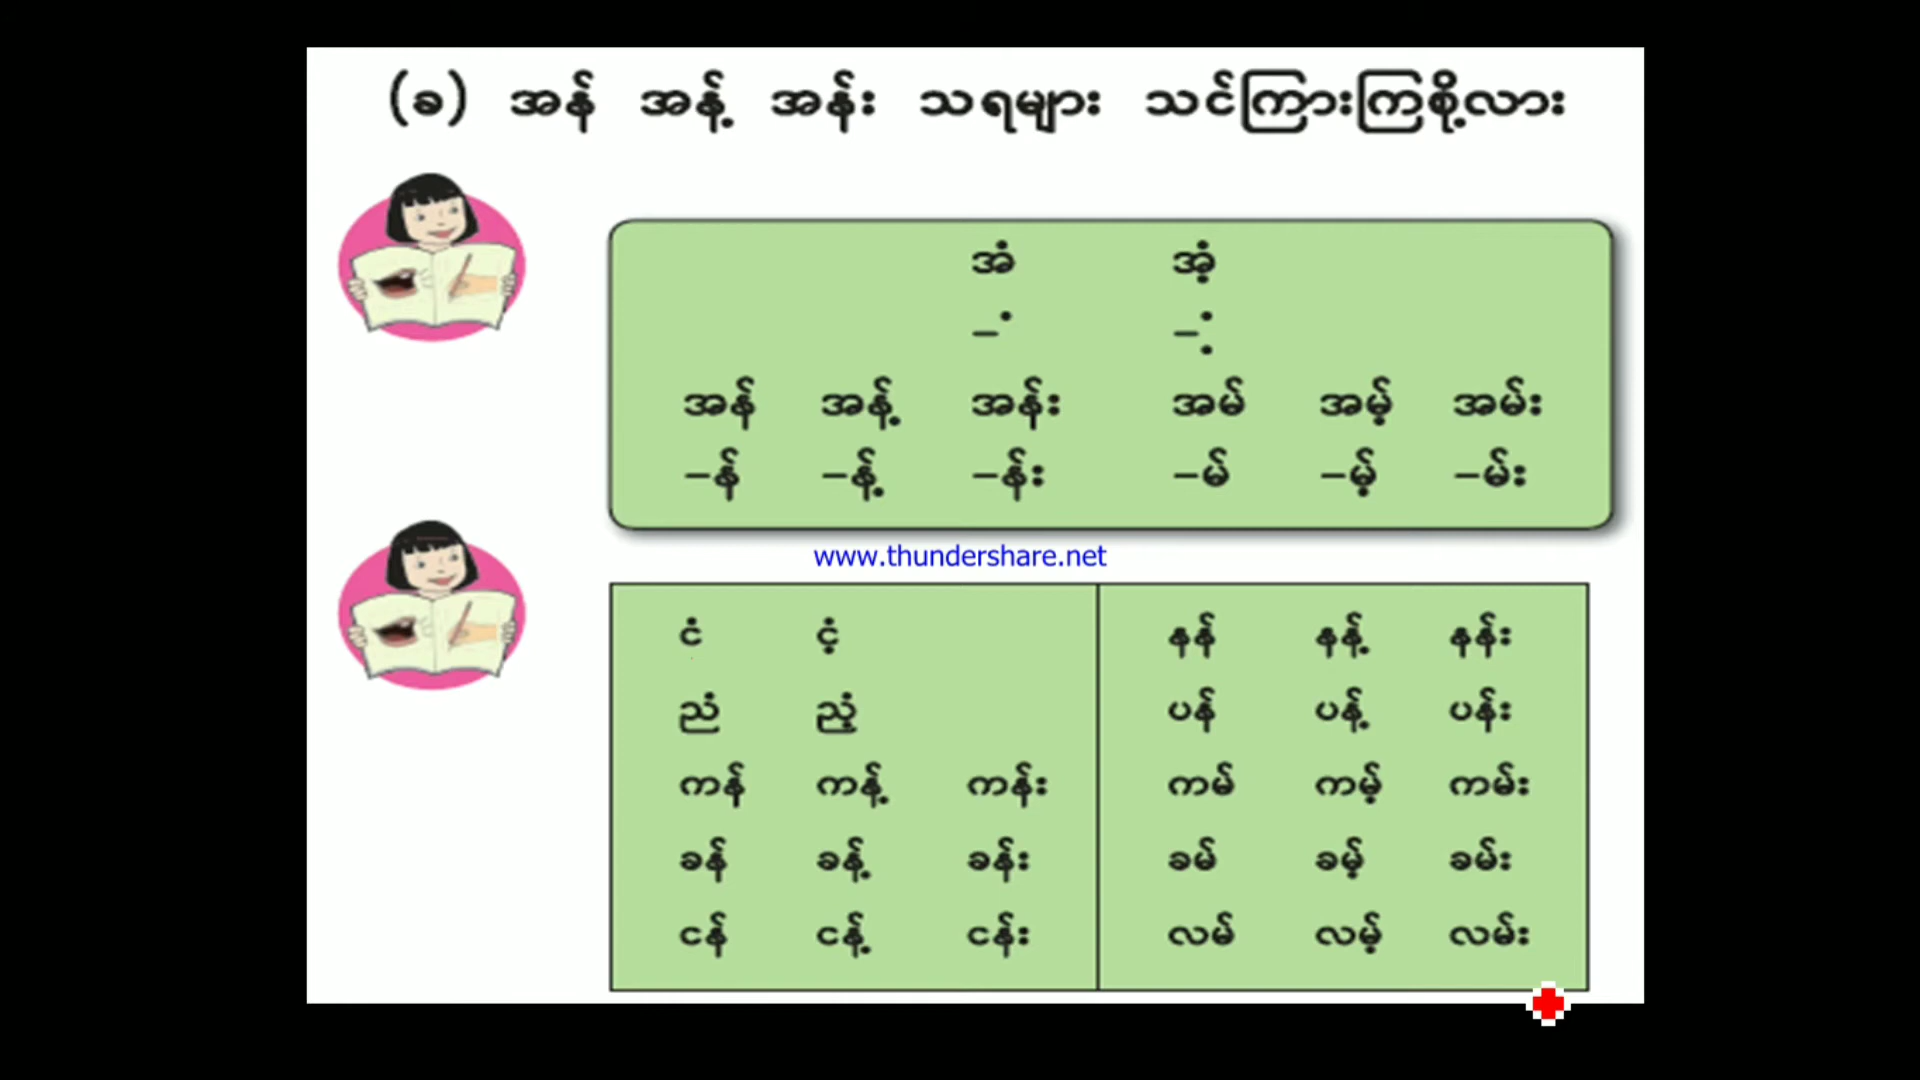 (ခ) အန် အန့် အန်း သရများ သင်ကြားကြစို့လား
အံ အံ့
–ံ –ံ့
အန် အန့် အန်း အမ် အမ့် အမ်း
–န် –န့် –န်း –မ် –မ့် –မ်း
www.thundershare.net
ငံ ငံ့ နန် နန့် နန်း
ညံ ညံ့ ပန် ပန့် ပန်း
ကန် ကန့် ကန်း ကမ် ကမ့် ကမ်း
ခန် ခန့် ခန်း ခမ် ခမ့် ခမ်း
ငန် ငန့် ငန်း လမ် လမ့် လမ်း